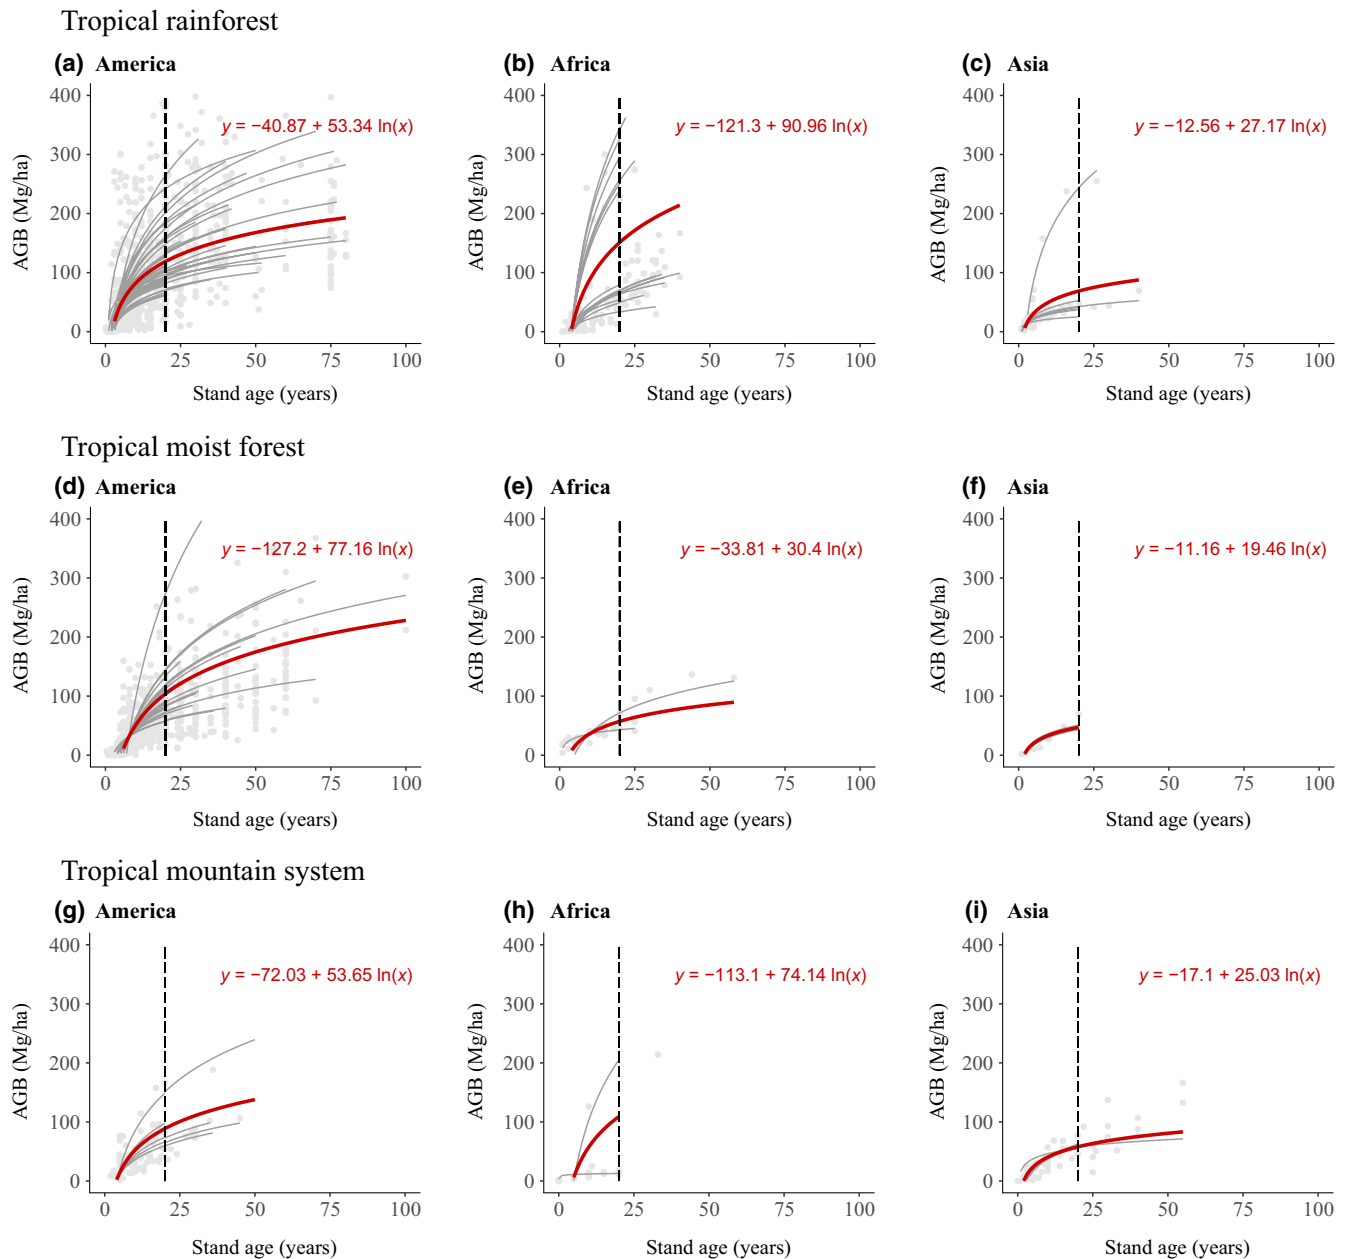 Tropical rainforest
(a) America
(b) Africa
(c) Asia
y = −40.87 + 53.34 ln(x)
y = −121.3 + 90.96 ln(x)
y = −12.56 + 27.17 ln(x)
AGB (Mg/ha)
400
300
200
100
0
0 25 50 75 100
Stand age (years)
AGB (Mg/ha)
400
300
200
100
0
0 25 50 75 100
Stand age (years)
AGB (Mg/ha)
400
300
200
100
0
0 25 50 75 100
Stand age (years)
Tropical moist forest
(d) America
(e) Africa
(f) Asia
y = −127.2 + 77.16 ln(x)
y = −33.81 + 30.4 ln(x)
y = −11.16 + 19.46 ln(x)
AGB (Mg/ha)
400
300
200
100
0
0 25 50 75 100
Stand age (years)
AGB (Mg/ha)
400
300
200
100
0
0 25 50 75 100
Stand age (years)
AGB (Mg/ha)
400
300
200
100
0
0 25 50 75 100
Stand age (years)
Tropical mountain system
(g) America
(h) Africa
(i) Asia
y = −72.03 + 53.65 ln(x)
y = −113.1 + 74.14 ln(x)
y = −17.1 + 25.03 ln(x)
AGB (Mg/ha)
400
300
200
100
0
0 25 50 75 100
Stand age (years)
AGB (Mg/ha)
400
300
200
100
0
0 25 50 75 100
Stand age (years)
AGB (Mg/ha)
400
300
200
100
0
0 25 50 75 100
Stand age (years)